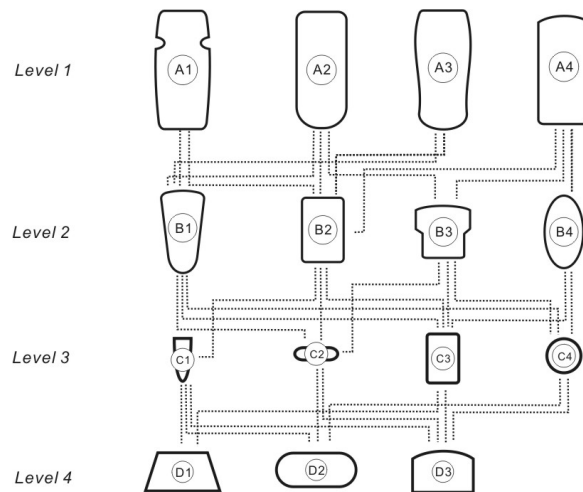 Level 1 A1 A2 A3 A4
Level 2 B1 B2 B3 B4
Level 3 C1 C2 C3 C4
Level 4 D1 D2 D3